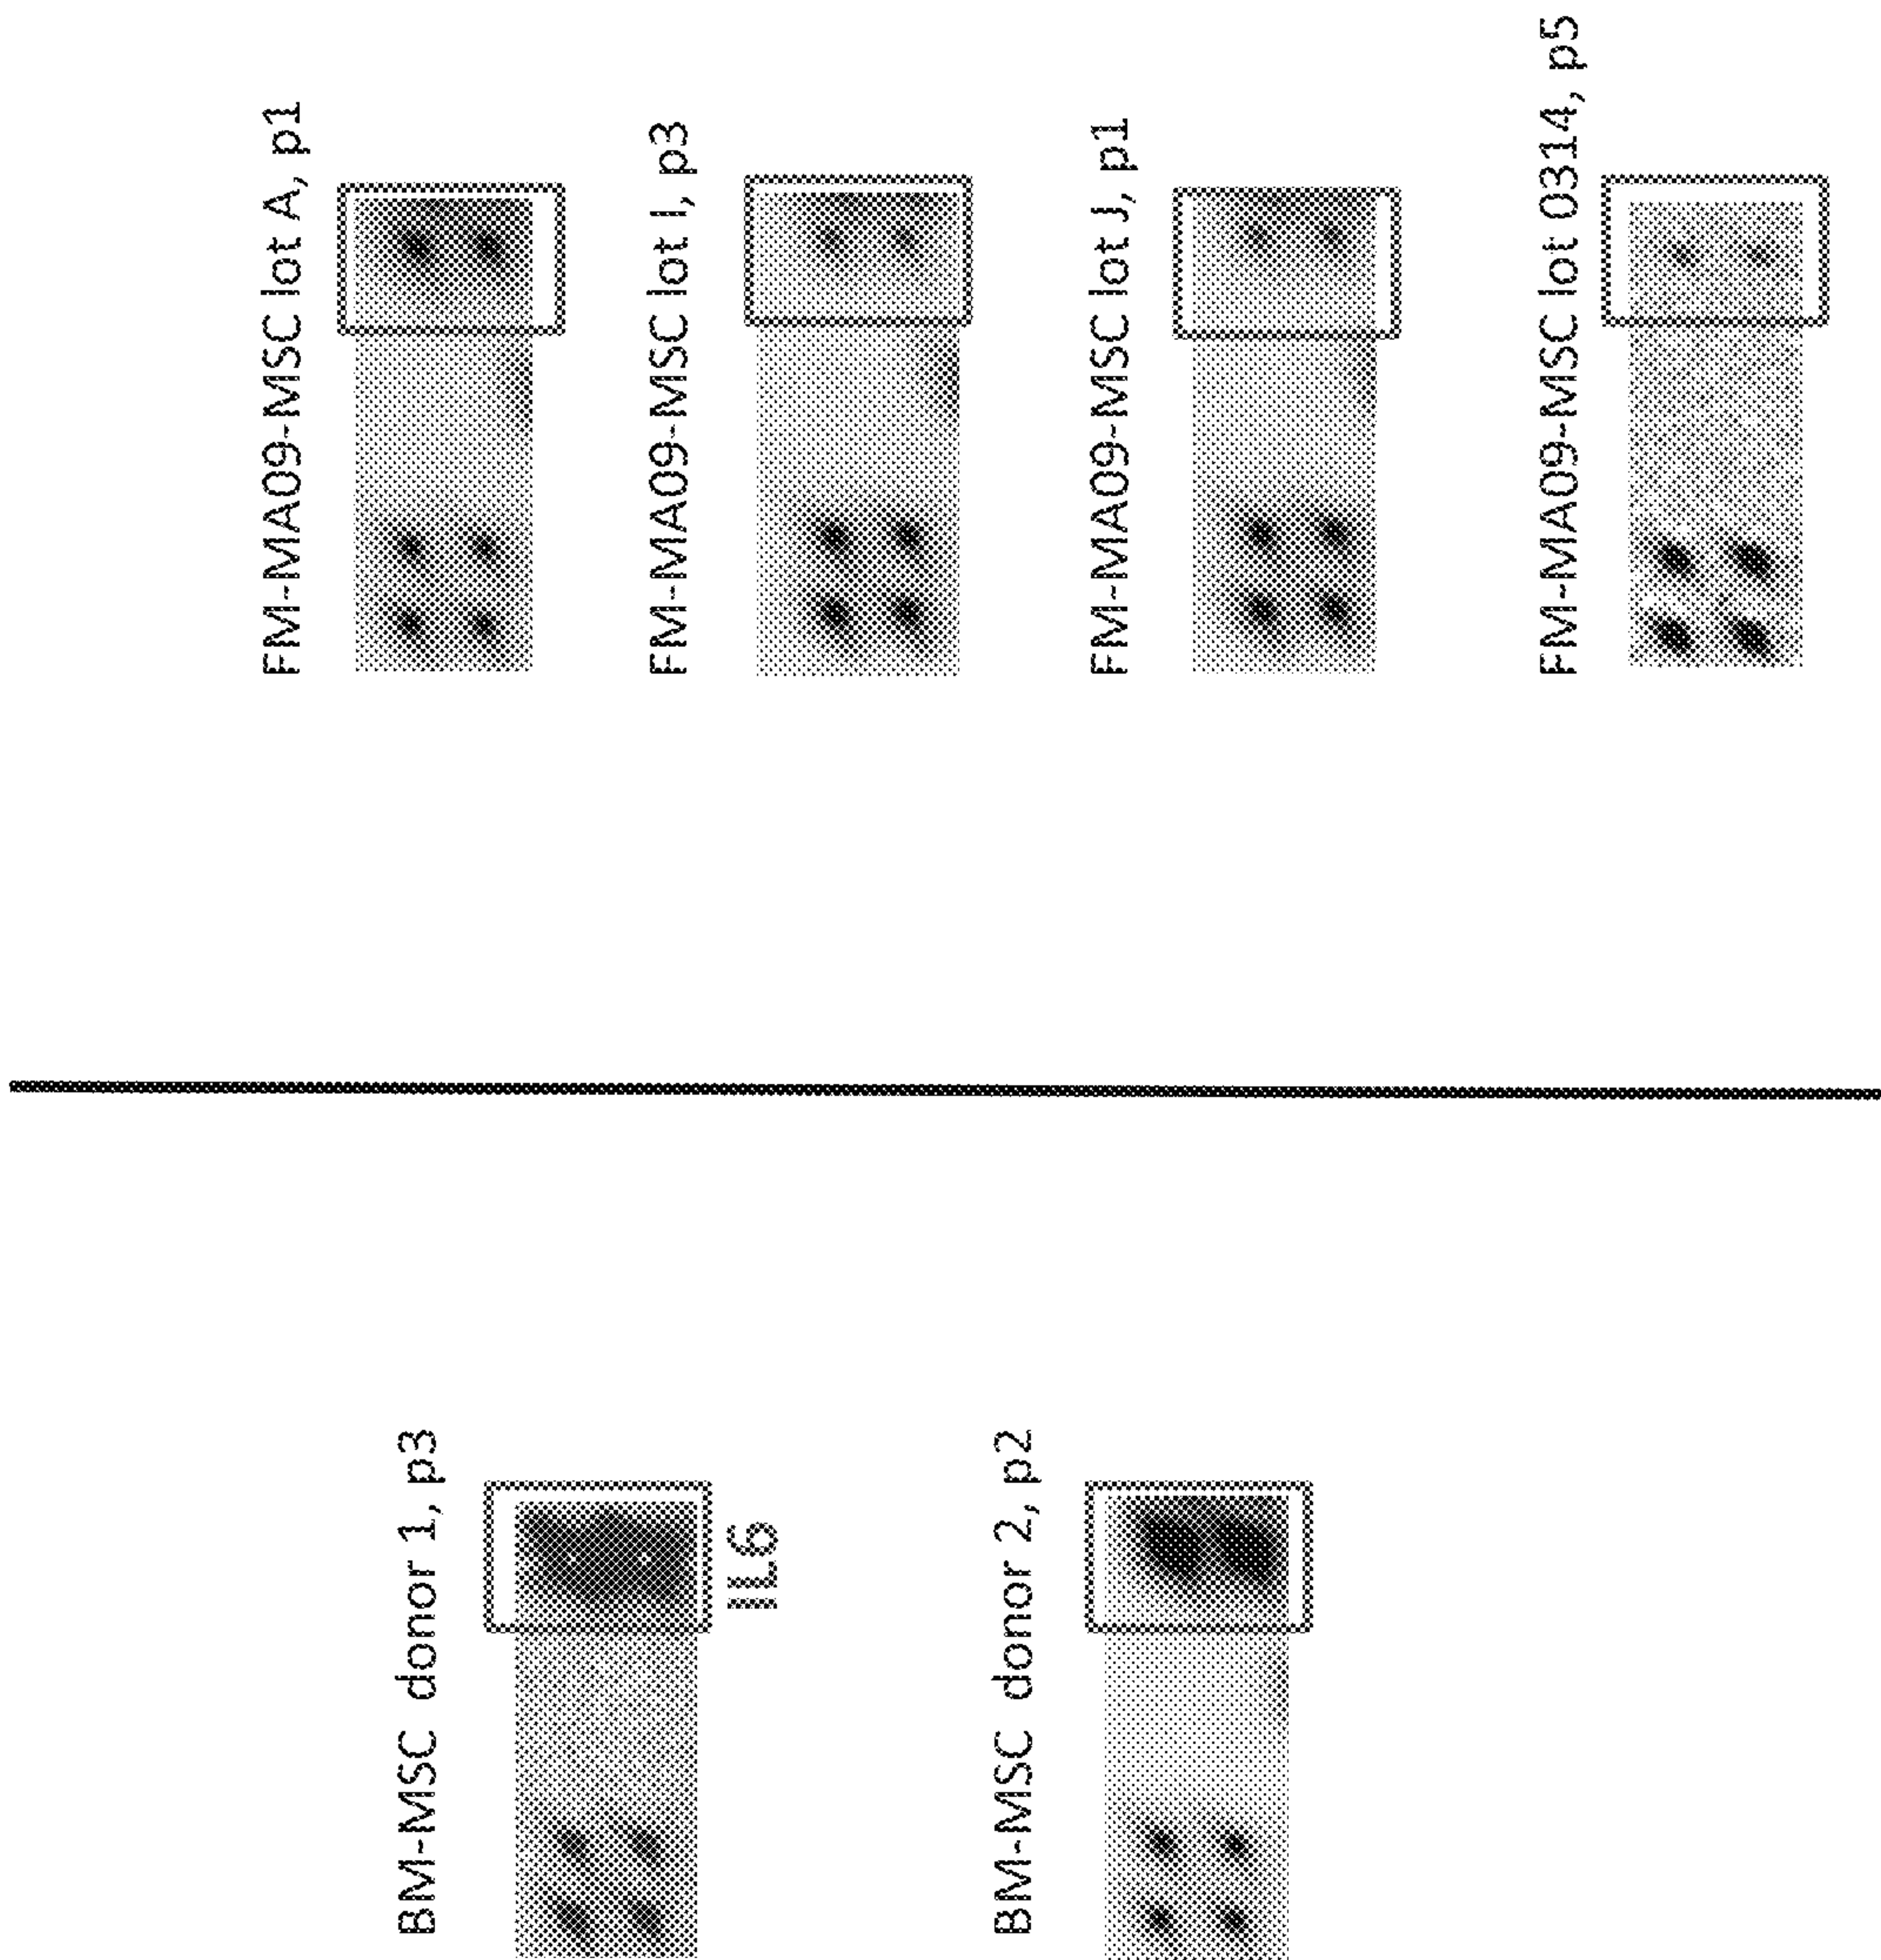 BM-MSC donor 1, p3
IL6
BM-MSC donor 2, p2
FM-MA09-MSC lot A, p1
FM-MA09-MSC lot I, p3
FM-MA09-MSC lot J, p1
FM-MA09-MSC lot 0314, p5